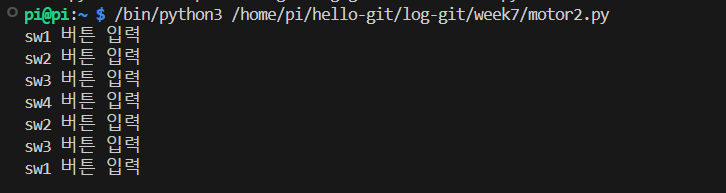 pi@pi:~ $ /bin/python3 /home/pi/hello-git/log-git/week7/motor2.py
sw1 버튼 입력
sw2 버튼 입력
sw3 버튼 입력
sw4 버튼 입력
sw2 버튼 입력
sw3 버튼 입력
sw1 버튼 입력